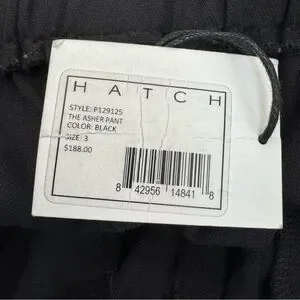 HATCH
STYLE: P129125
THE ASHER PANT
COLOR: BLACK
SIZE: 3
$188.00
8 42956 14841 8